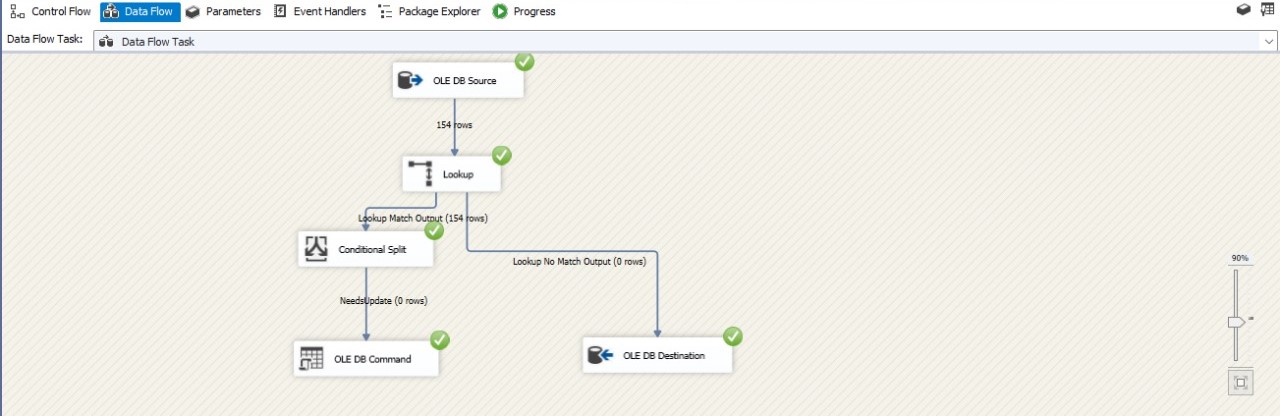 Control Flow Data Flow Parameters Event Handlers Package Explorer Progress
Data Flow Task: Data Flow Task
OLE DB Source
154 rows
Lookup
Lookup Match Output (154 rows)
Conditional Split
Lookup No Match Output (0 rows)
90%
NeedsUpdate (0 rows)
OLE DB Command
OLE DB Destination